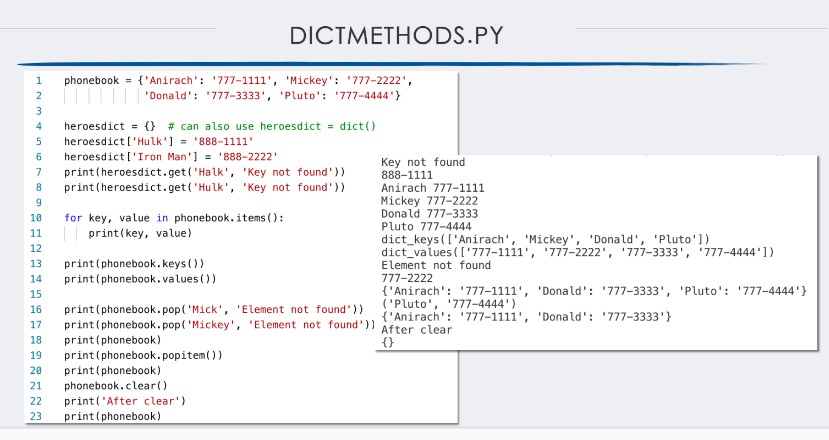 DICTMETHODS.PY
1 phonebook = {'Anirach': '777-1111', 'Mickey': '777-2222',
2 'Donald': '777-3333', 'Pluto': '777-4444'}
3
4 heroesdict = {}  # can also use heroesdict = dict()
5 heroesdict['Hulk'] = '888-1111'
6 heroesdict['Iron Man'] = '888-2222'
7 print(heroesdict.get('Halk', 'Key not found'))
8 print(heroesdict.get('Hulk', 'Key not found'))
9
10 for key, value in phonebook.items():
11 print(key, value)
12
13 print(phonebook.keys())
14 print(phonebook.values())
15
16 print(phonebook.pop('Mick', 'Element not found'))
17 print(phonebook.pop('Mickey', 'Element not found'))
18 print(phonebook)
19 print(phonebook.popitem())
20 print(phonebook)
21 phonebook.clear()
22 print('After clear')
23 print(phonebook)
Key not found
888-1111
Anirach 777-1111
Mickey 777-2222
Donald 777-3333
Pluto 777-4444
dict_keys(['Anirach', 'Mickey', 'Donald', 'Pluto'])
dict_values(['777-1111', '777-2222', '777-3333', '777-4444'])
Element not found
777-2222
{'Anirach': '777-1111', 'Donald': '777-3333', 'Pluto': '777-4444'}
('Pluto', '777-4444')
{'Anirach': '777-1111', 'Donald': '777-3333'}
After clear
{}